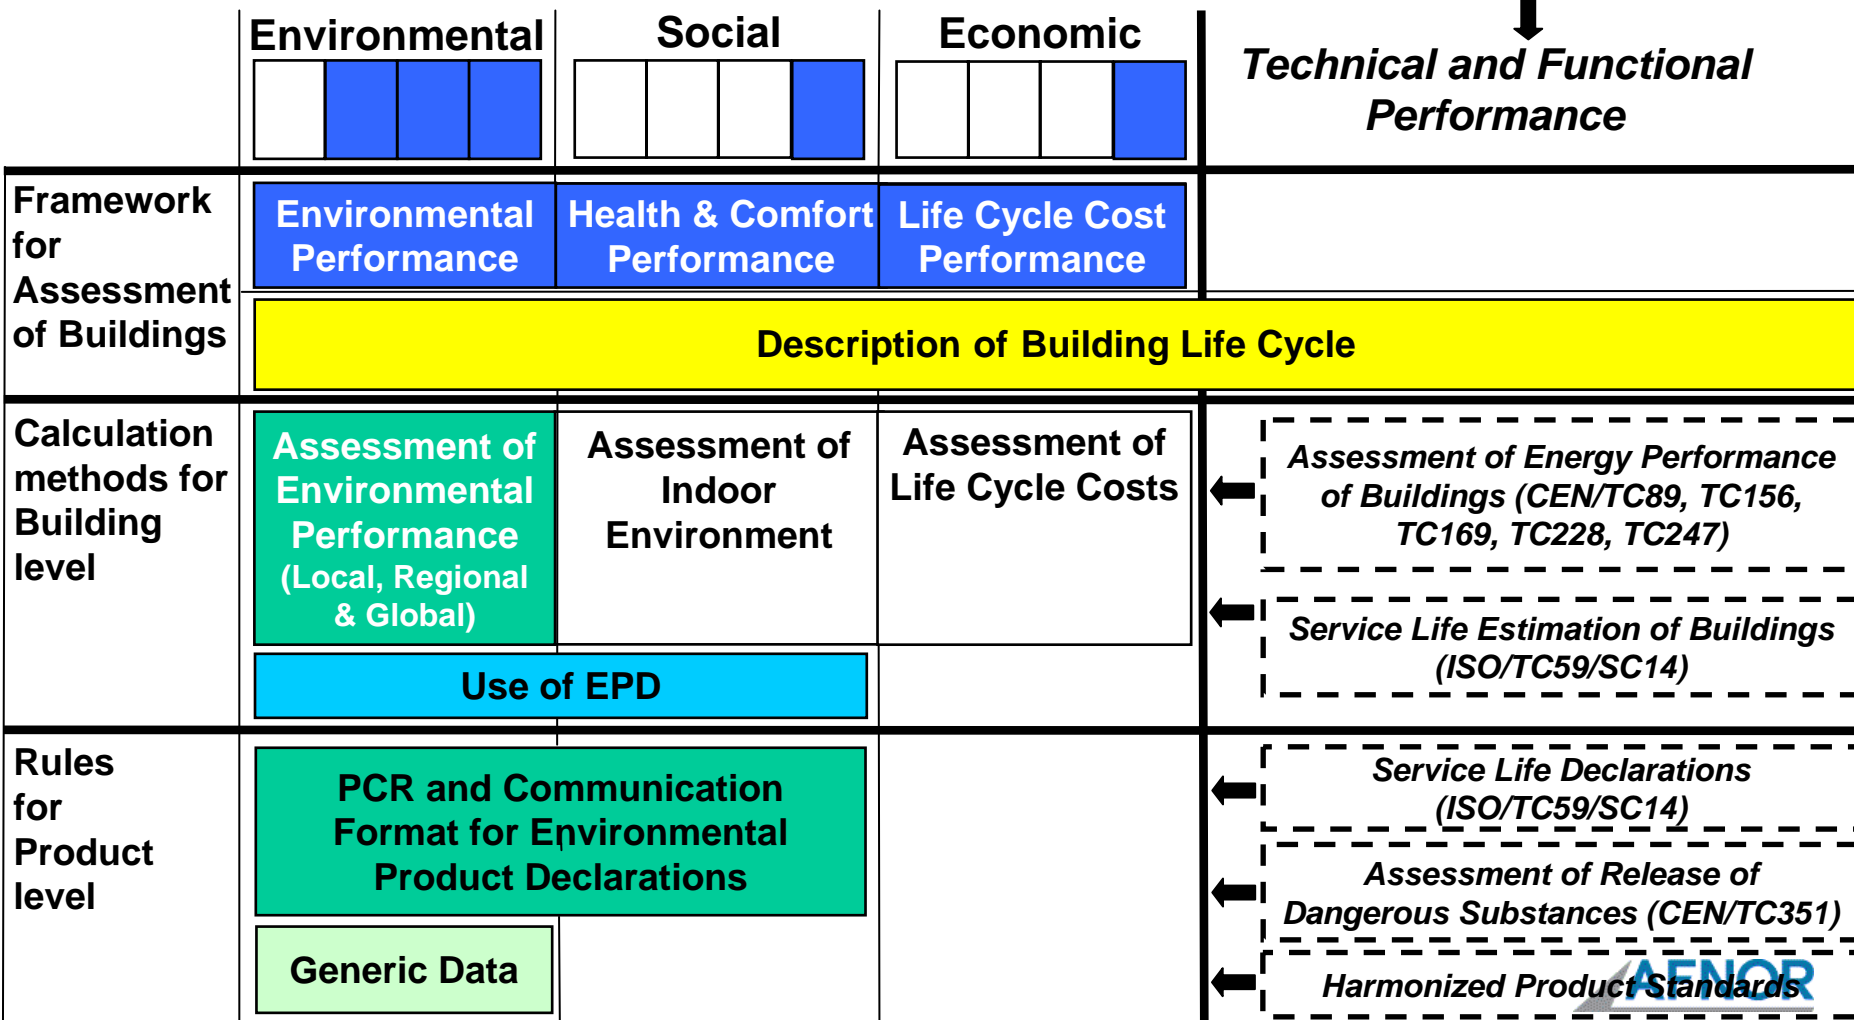 Environmental
Social
Economic
Technical and Functional
Performance
Framework
for
Assessment
of Buildings
Environmental
Performance
Health & Comfort
Performance
Life Cycle Cost
Performance
Description of Building Life Cycle
Calculation
methods for
Building
level
Assessment of
Environmental
Performance
(Local, Regional
& Global)
Assessment of
Indoor
Environment
Assessment of
Life Cycle Costs
Assessment of Energy Performance
of Buildings (CEN/TC89, TC156,
TC169, TC228, TC247)
Service Life Estimation of Buildings
(ISO/TC59/SC14)
Use of EPD
Rules
for
Product
level
PCR and Communication
Format for Environmental
Product Declarations
Generic Data
Service Life Declarations
(ISO/TC59/SC14)
Assessment of Release of
Dangerous Substances (CEN/TC351)
Harmonized Product Standards
AFNOR